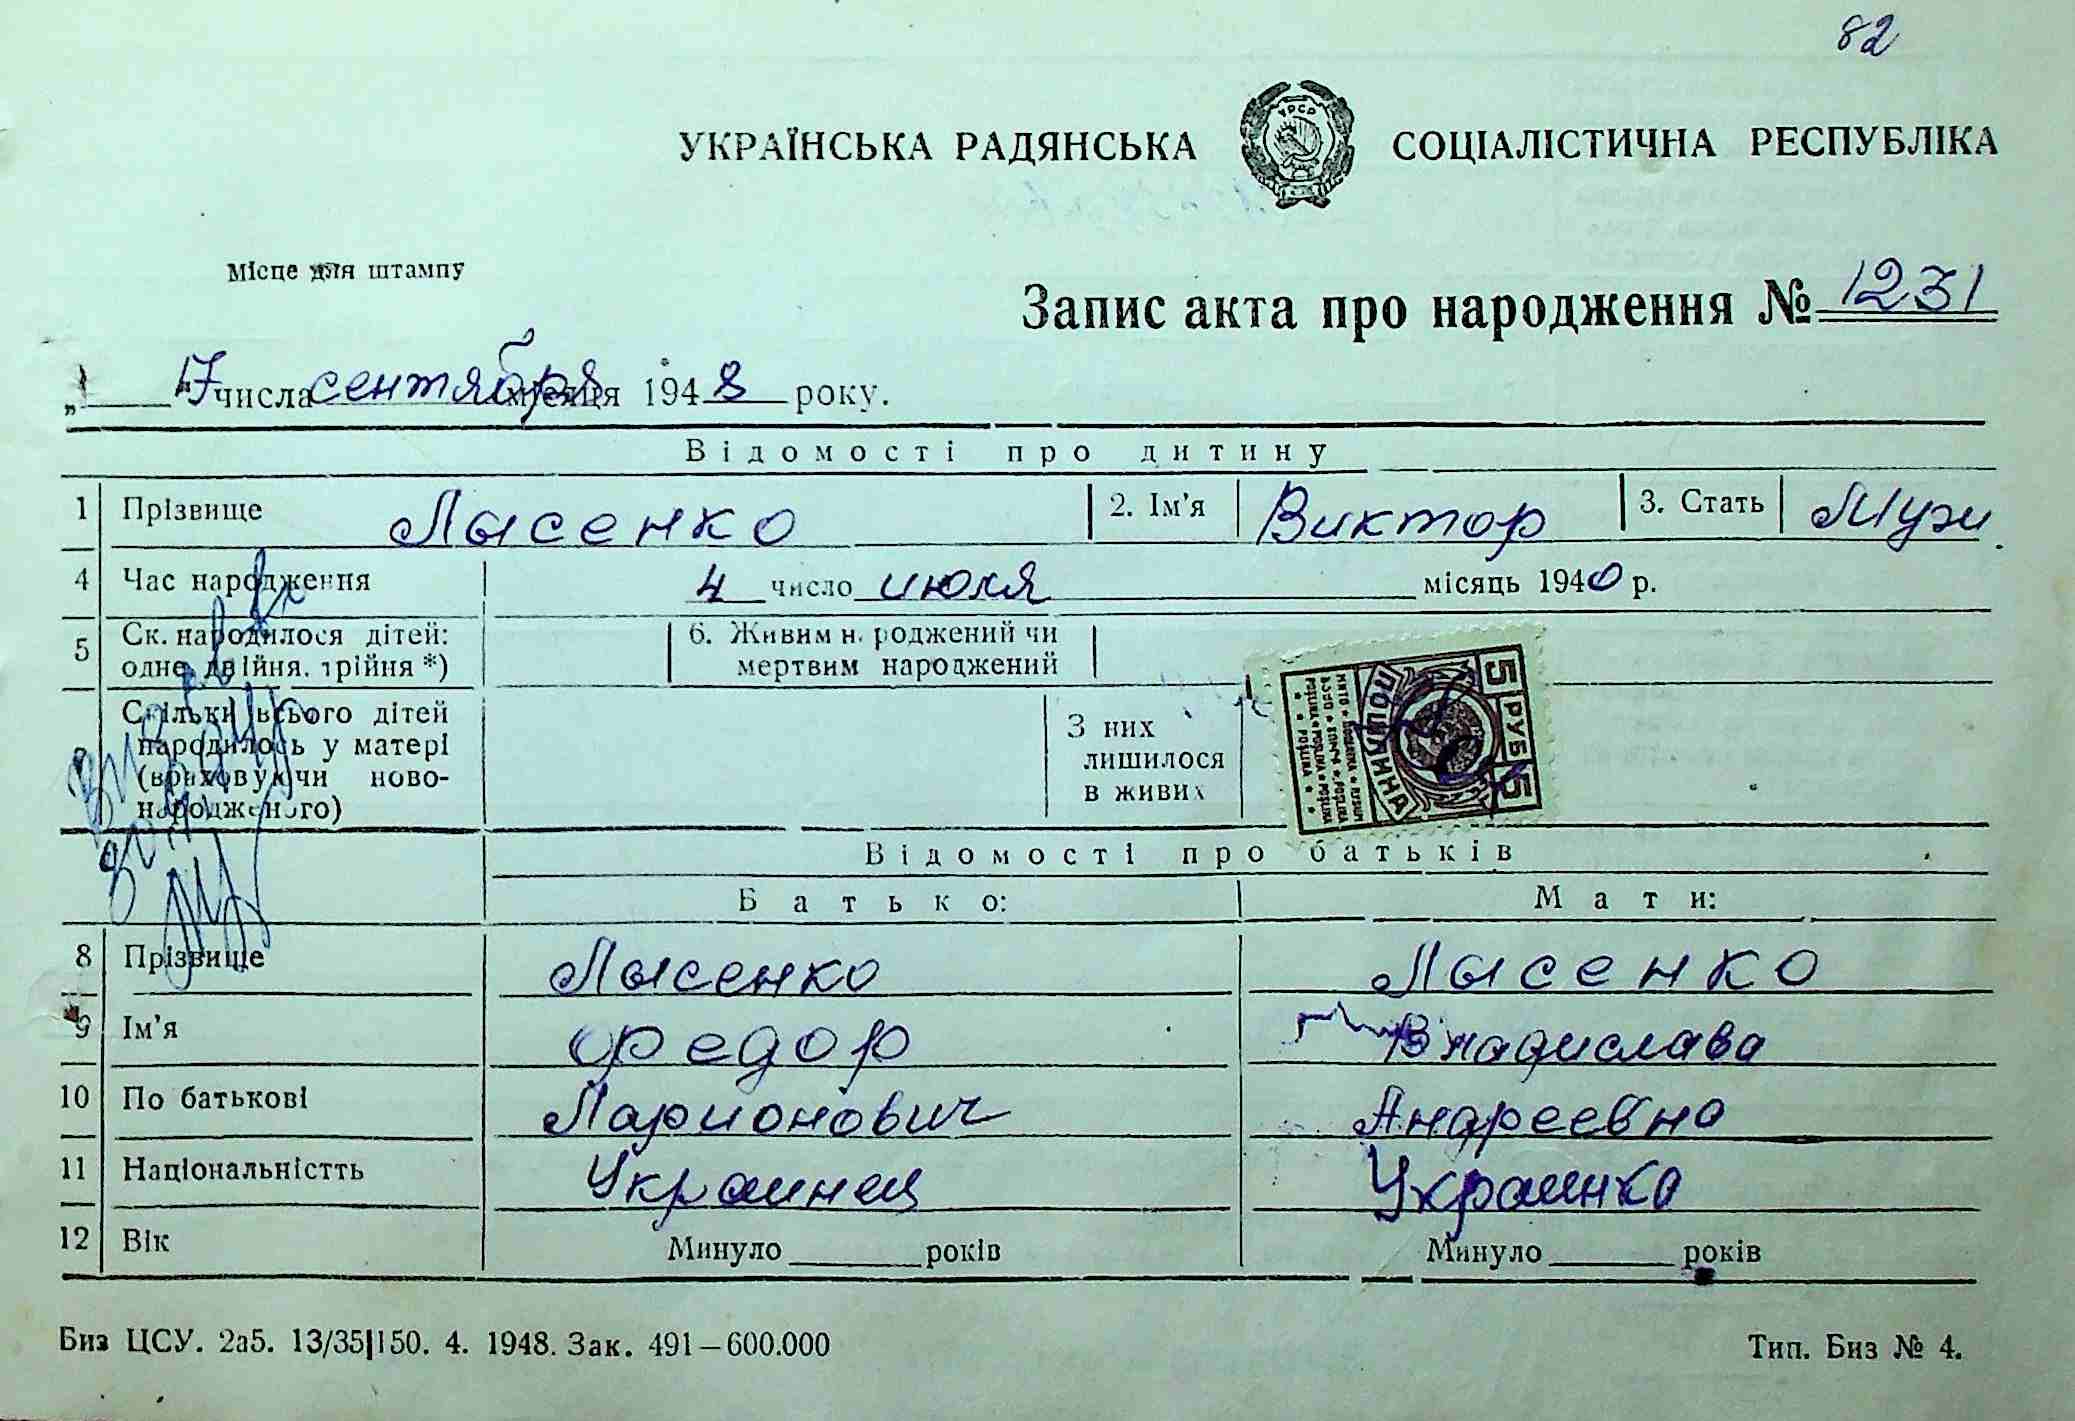 82
УКРАЇНСЬКА РАДЯНСЬКА СОЦІАЛІСТИЧНА РЕСПУБЛІКА
Місце для штампу
Запис акта про народження № 1231
„ 17 числа сентября місяця 1948 року.
Відомості про дитину
1 Прізвище Лысенко 2. Ім'я Виктор 3. Стать Муж
4 Час народження 4 число июля місяць 1940 р.
5 Ск. народилося дітей: одне, двійня, трійня *)
6. Живим н. роджений чи мертвим народжений
Скільки всього дітей народилось у матері (враховуючи ново-народженого)
З них лишилося в живих
5 РУБ 5
ПОШЛИНА
Відомості про батьків
Батько: Мати:
8 Прізвище Лысенко Лысенко
9 Ім'я Федор Владислава
10 По батькові Ларионович Андреевна
11 Національністть Украинец Украинка
12 Вік Минуло років Минуло років
Биз ЦСУ. 2а5. 13/35|150. 4. 1948. Зак. 491–600.000 Тип. Биз № 4.